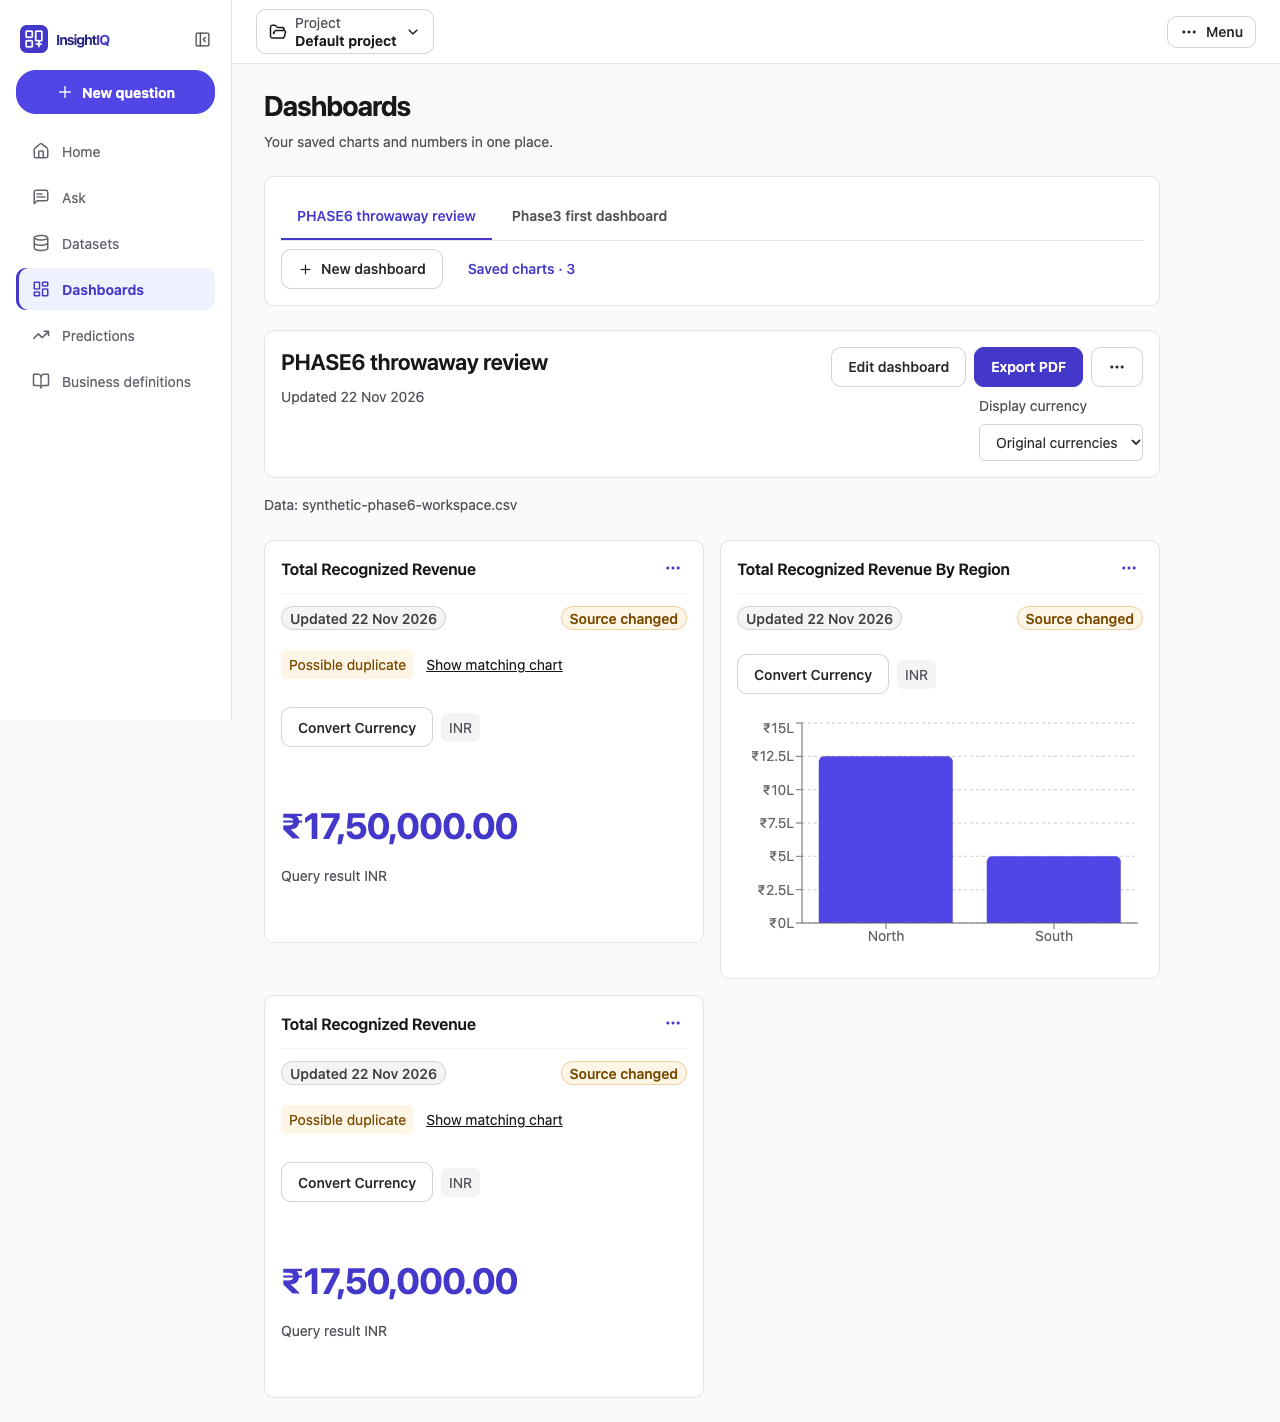 InsightIQ
New question
Home
Ask
Datasets
Dashboards
Predictions
Business definitions
Project
Default project
Menu
Dashboards
Your saved charts and numbers in one place.
PHASE6 throwaway review
Phase3 first dashboard
New dashboard
Saved charts · 3
PHASE6 throwaway review
Updated 22 Nov 2026
Edit dashboard
Export PDF
Display currency
Original currencies
Data: synthetic-phase6-workspace.csv
Total Recognized Revenue
Updated 22 Nov 2026
Source changed
Possible duplicate
Show matching chart
Convert Currency
INR
₹17,50,000.00
Query result INR
Total Recognized Revenue By Region
Updated 22 Nov 2026
Source changed
Convert Currency
INR
₹15L
₹12.5L
₹10L
₹7.5L
₹5L
₹2.5L
₹0L
North
South
Total Recognized Revenue
Updated 22 Nov 2026
Source changed
Possible duplicate
Show matching chart
Convert Currency
INR
₹17,50,000.00
Query result INR